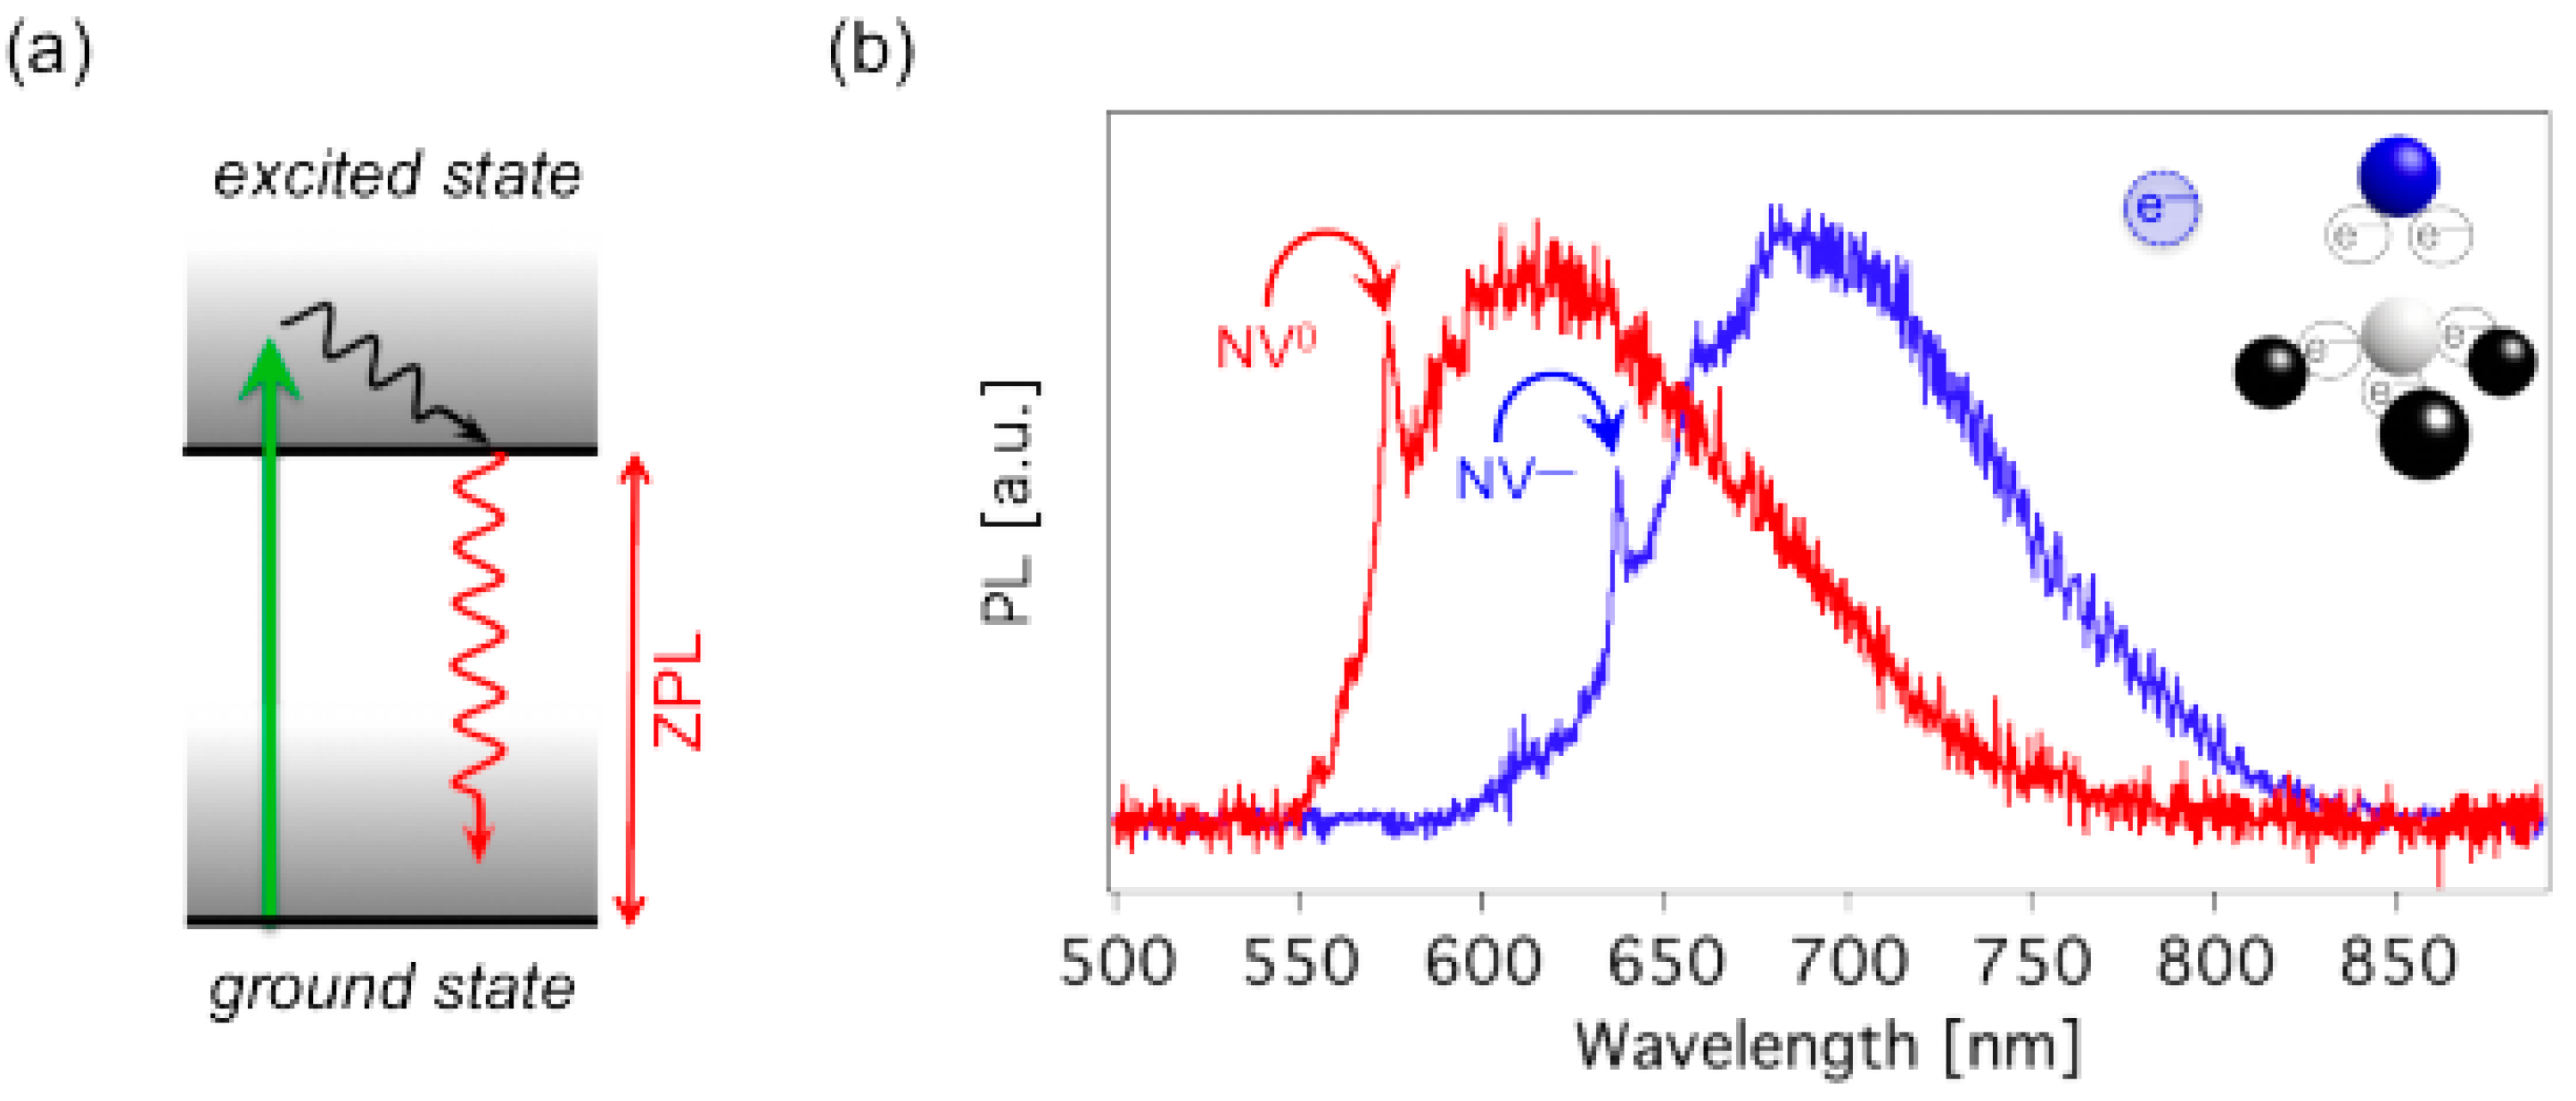 (a)
excited state
ZPL
ground state
(b)
PL [a.u.]
NV⁰
NV—
e⁻
e⁻ e⁻
e⁻ e⁻
e⁻
500 550 600 650 700 750 800 850
Wavelength [nm]